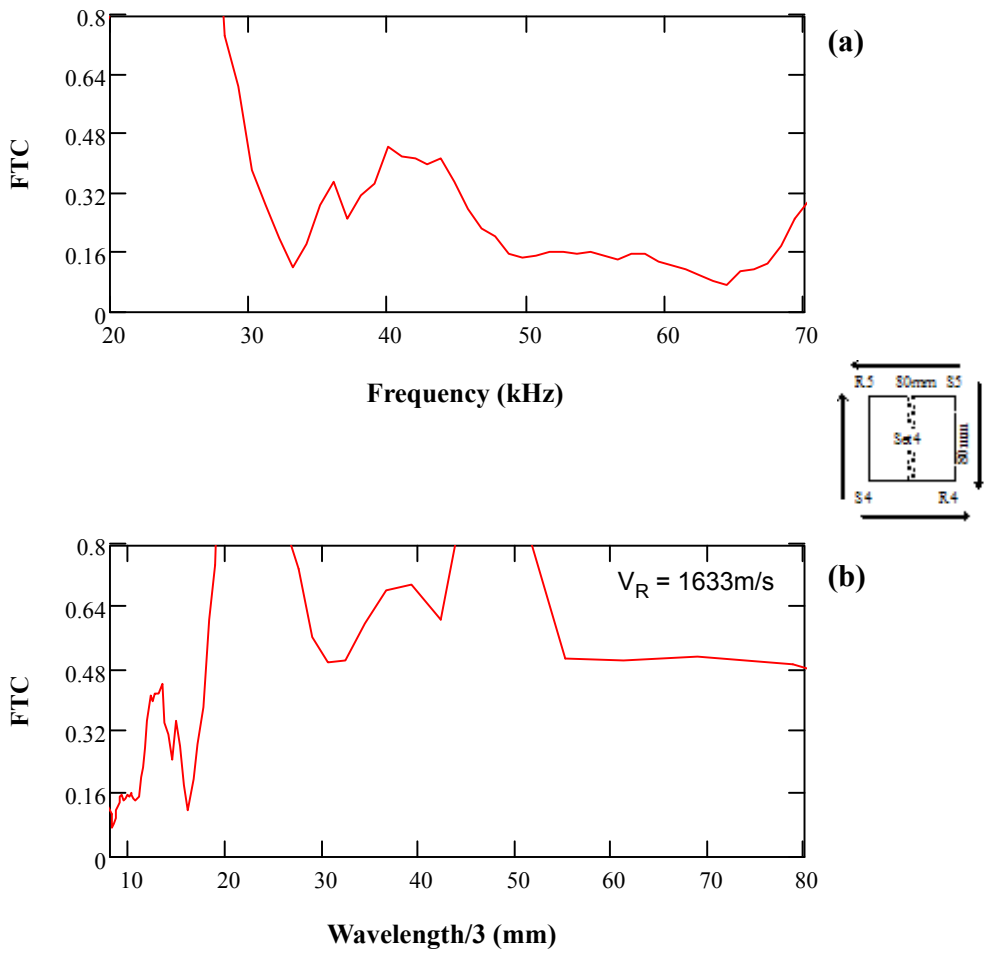 (a)
0.8
0.64
0.48
0.32
0.16
0
FTC
20 30 40 50 60 70
Frequency (kHz)
R5 80mm S5
Set4
80mm
S4 R4
(b)
V_R = 1633m/s
0.8
0.64
0.48
0.32
0.16
0
FTC
10 20 30 40 50 60 70 80
Wavelength/3 (mm)